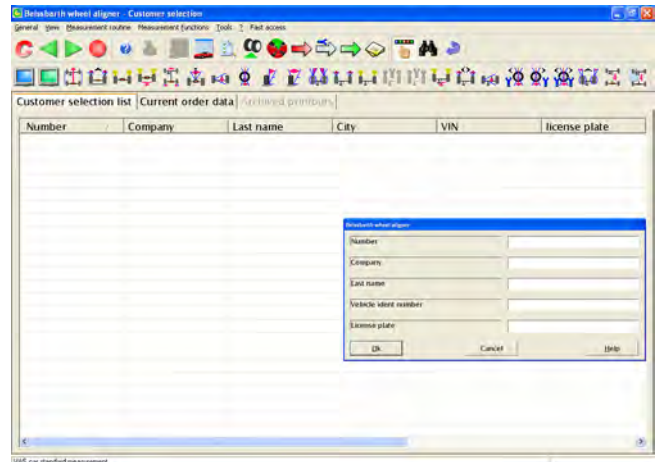 Beissbarth wheel aligner - Customer selection
General View Measurement routine Measurement functions Tools ? Fast access
Customer selection list Current order data Archived printouts
Number Company Last name City VIN license plate
Beissbarth wheel aligner
Number
Company
Last name
Vehicle ident number
License plate
Ok Cancel Help